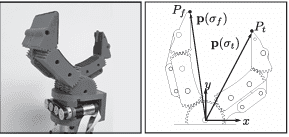 P_f
p(σ_f)
P_t
p(σ_t)
y
x